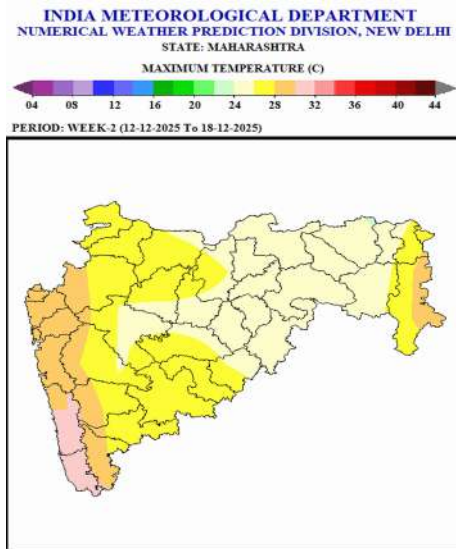 INDIA METEOROLOGICAL DEPARTMENT
NUMERICAL WEATHER PREDICTION DIVISION, NEW DELHI
STATE: MAHARASHTRA
MAXIMUM TEMPERATURE (C)
04 08 12 16 20 24 28 32 36 40 44
PERIOD: WEEK-2 (12-12-2025 To 18-12-2025)